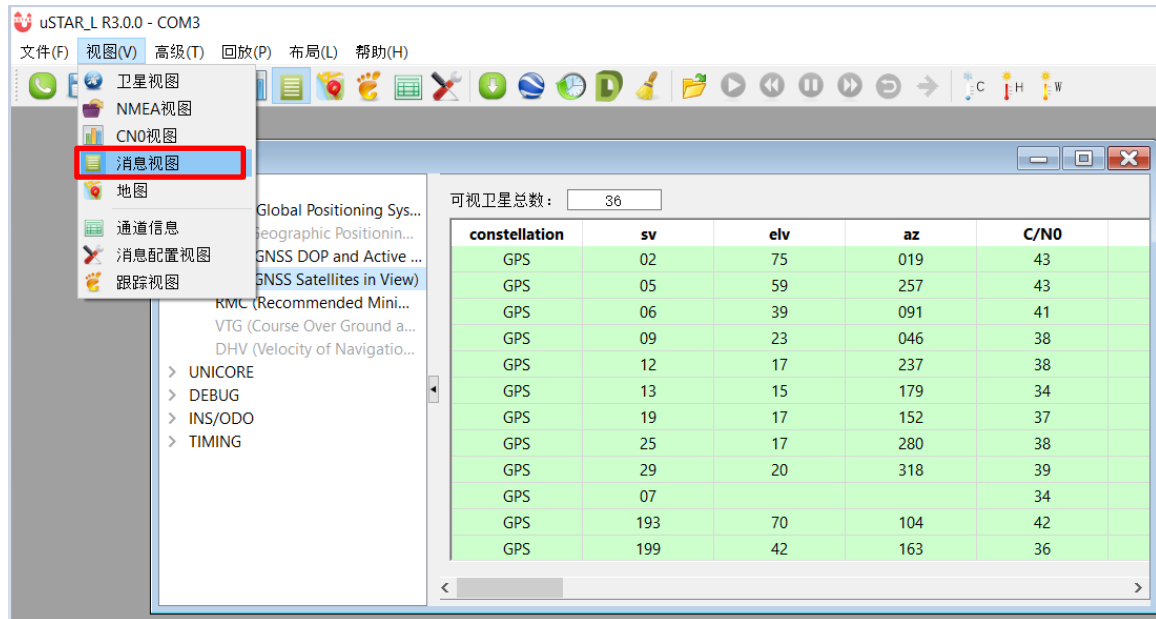 uSTAR_L R3.0.0 - COM3
文件(F) 视图(V) 高级(T) 回放(P) 布局(L) 帮助(H)
C H W
卫星视图
NMEA视图
CN0视图
消息视图
地图
通道信息
消息配置视图
跟踪视图
Global Positioning Sys...
Geographic Positionin...
GNSS DOP and Active ...
GNSS Satellites in View)
RMC (Recommended Mini...
VTG (Course Over Ground a...
DHV (Velocity of Navigatio...
> UNICORE
> DEBUG
> INS/ODO
> TIMING
可视卫星总数： 36
constellation sv elv az C/N0
GPS 02 75 019 43
GPS 05 59 257 43
GPS 06 39 091 41
GPS 09 23 046 38
GPS 12 17 237 38
GPS 13 15 179 34
GPS 19 17 152 37
GPS 25 17 280 38
GPS 29 20 318 39
GPS 07 34
GPS 193 70 104 42
GPS 199 42 163 36